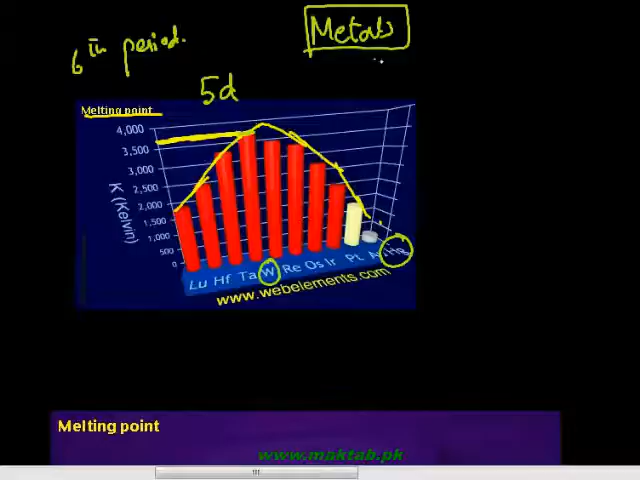 6th period.
Metals
5d
Melting point
4,000
3,500
3,000
2,500
2,000
1,500
1,000
500
0
K (Kelvin)
Lu Hf Ta W Re Os Ir Pt A Hg
www.webelements.com
Melting point
www.maktab.pk